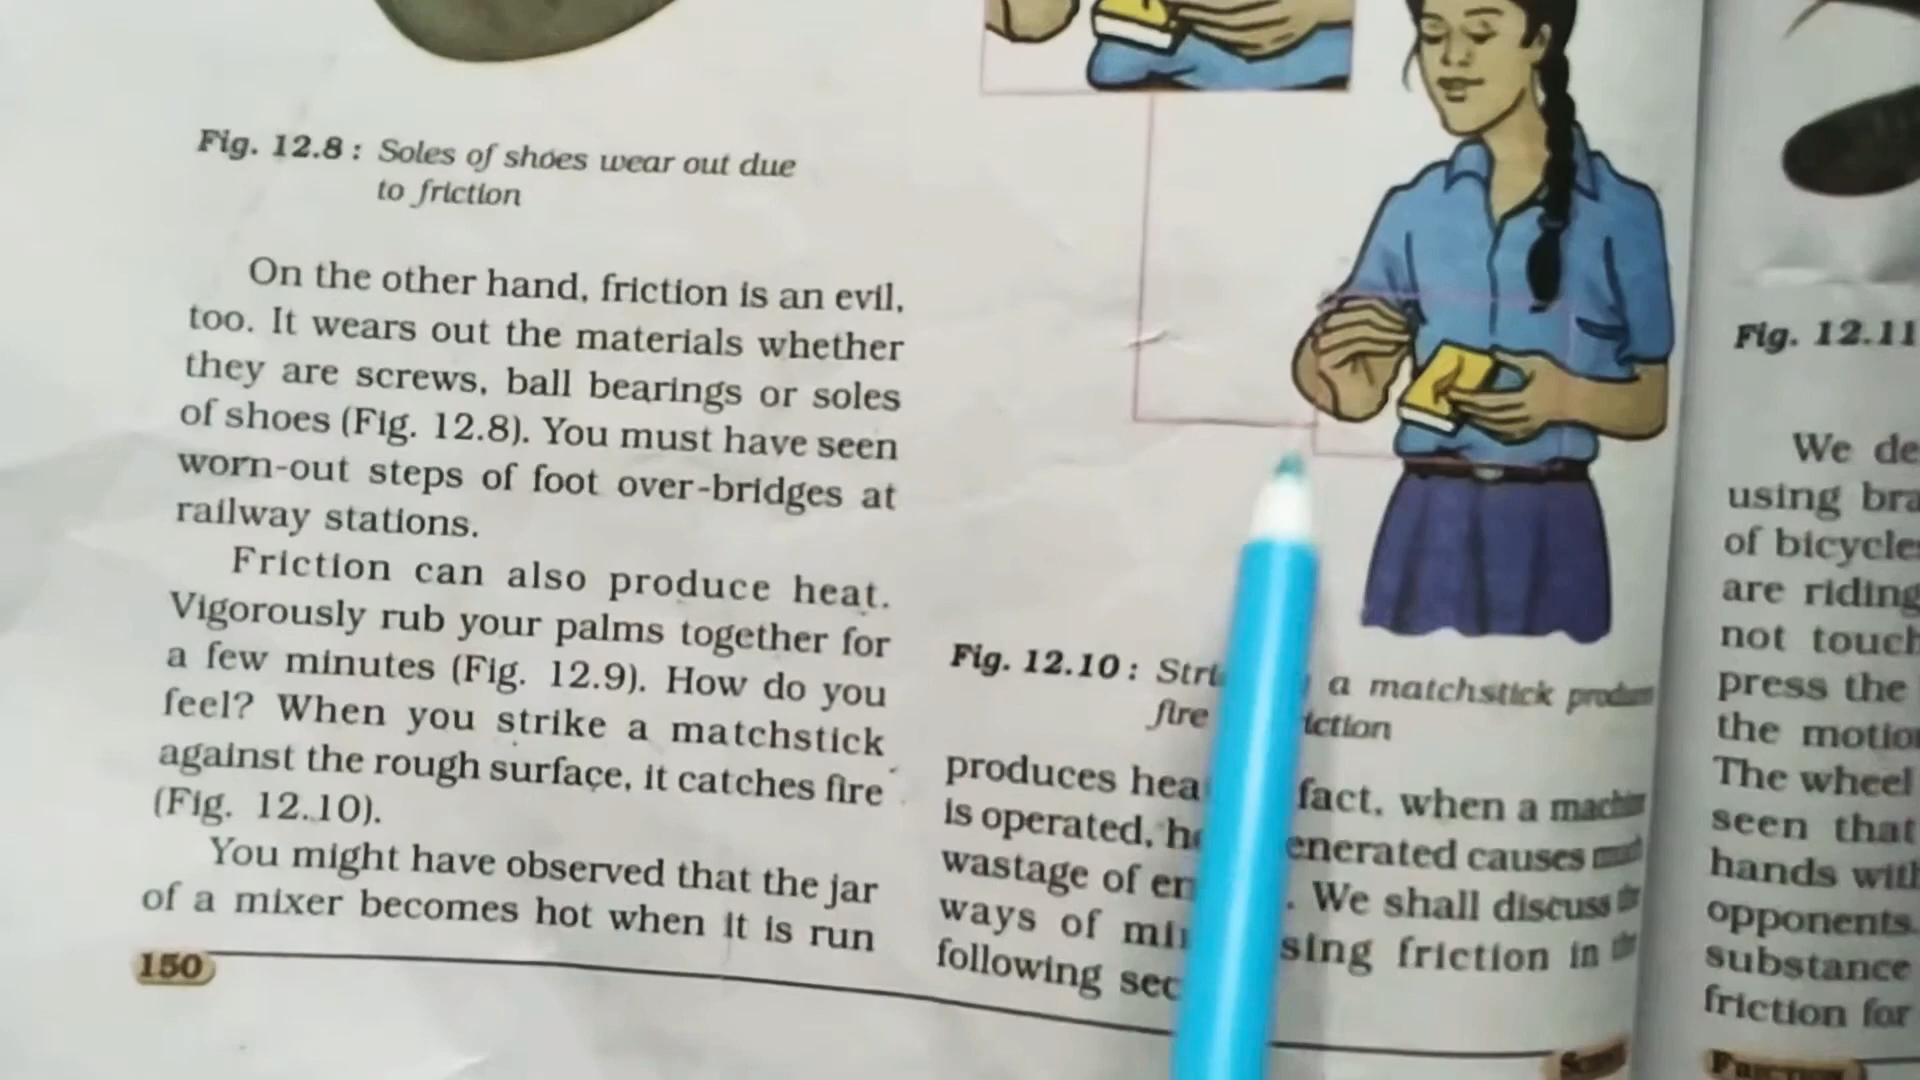 Fig. 12.8 : Soles of shoes wear out due
to friction
On the other hand, friction is an evil,
too. It wears out the materials whether
they are screws, ball bearings or soles
of shoes (Fig. 12.8). You must have seen
worn-out steps of foot over-bridges at
railway stations.
Friction can also produce heat.
Vigorously rub your palms together for
a few minutes (Fig. 12.9). How do you
feel? When you strike a matchstick
against the rough surface, it catches fire
(Fig. 12.10).
You might have observed that the jar
of a mixer becomes hot when it is run
150
Fig. 12.10 : a matchstick
fire
produces fact, when a
is operated, causes
wastage of . We shall discuss
ways of friction in
following
Fig. 12.11
We
using
of
are
not
press the
the
The wheel
seen that
hands
opponents.
substance
friction for